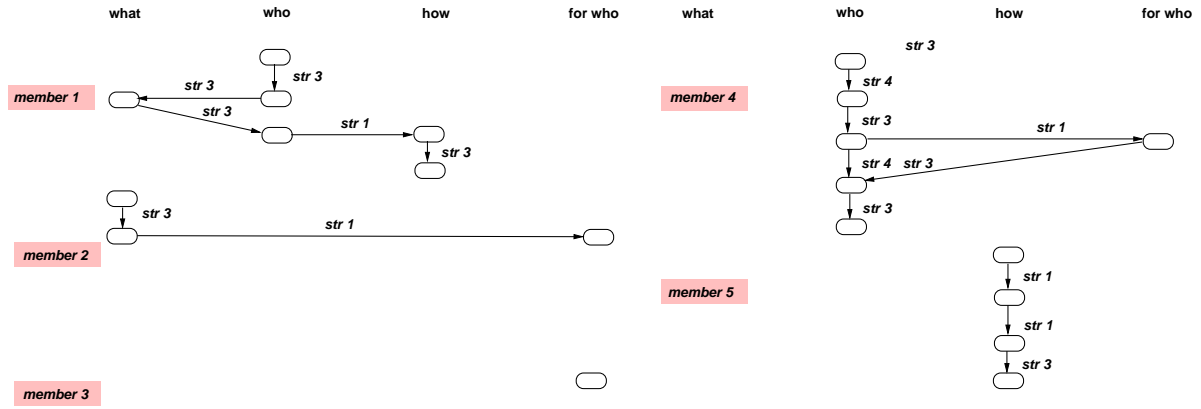 what who how for who
str 3
member 1
str 3
str 3
str 1
str 3
str 3
str 1
member 2
member 3
what who how for who
str 3
str 4
member 4
str 3
str 1
str 4 str 3
str 3
str 1
member 5
str 1
str 3